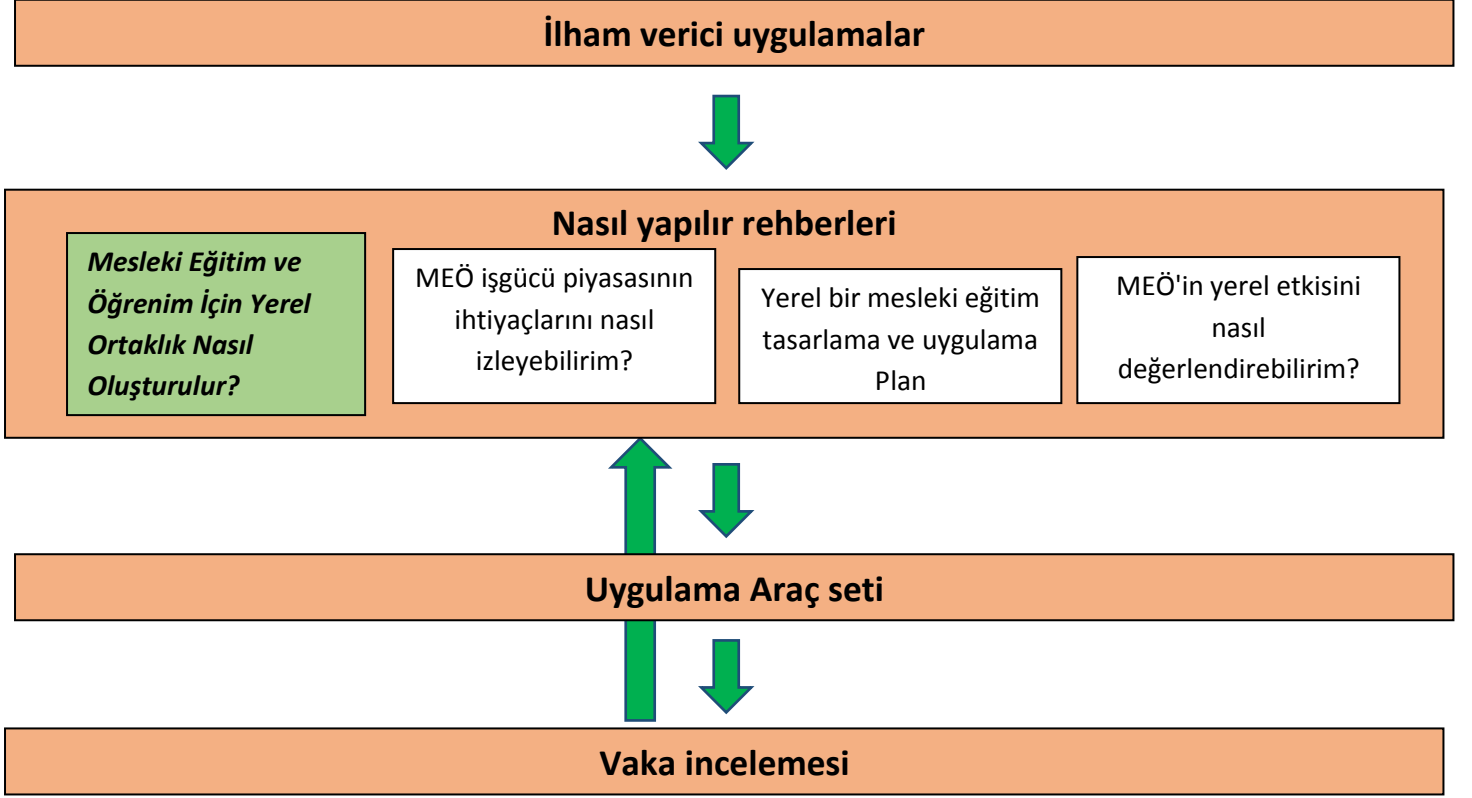 İlham verici uygulamalar
Nasıl yapılır rehberleri
Mesleki Eğitim ve
Öğrenim İçin Yerel
Ortaklık Nasıl
Oluşturulur?
MEÖ işgücü piyasasının
ihtiyaçlarını nasıl
izleyebilirim?
Yerel bir mesleki eğitim
tasarlama ve uygulama
Plan
MEÖ'in yerel etkisini
nasıl
değerlendirebilirim?
Uygulama Araç seti
Vaka incelemesi